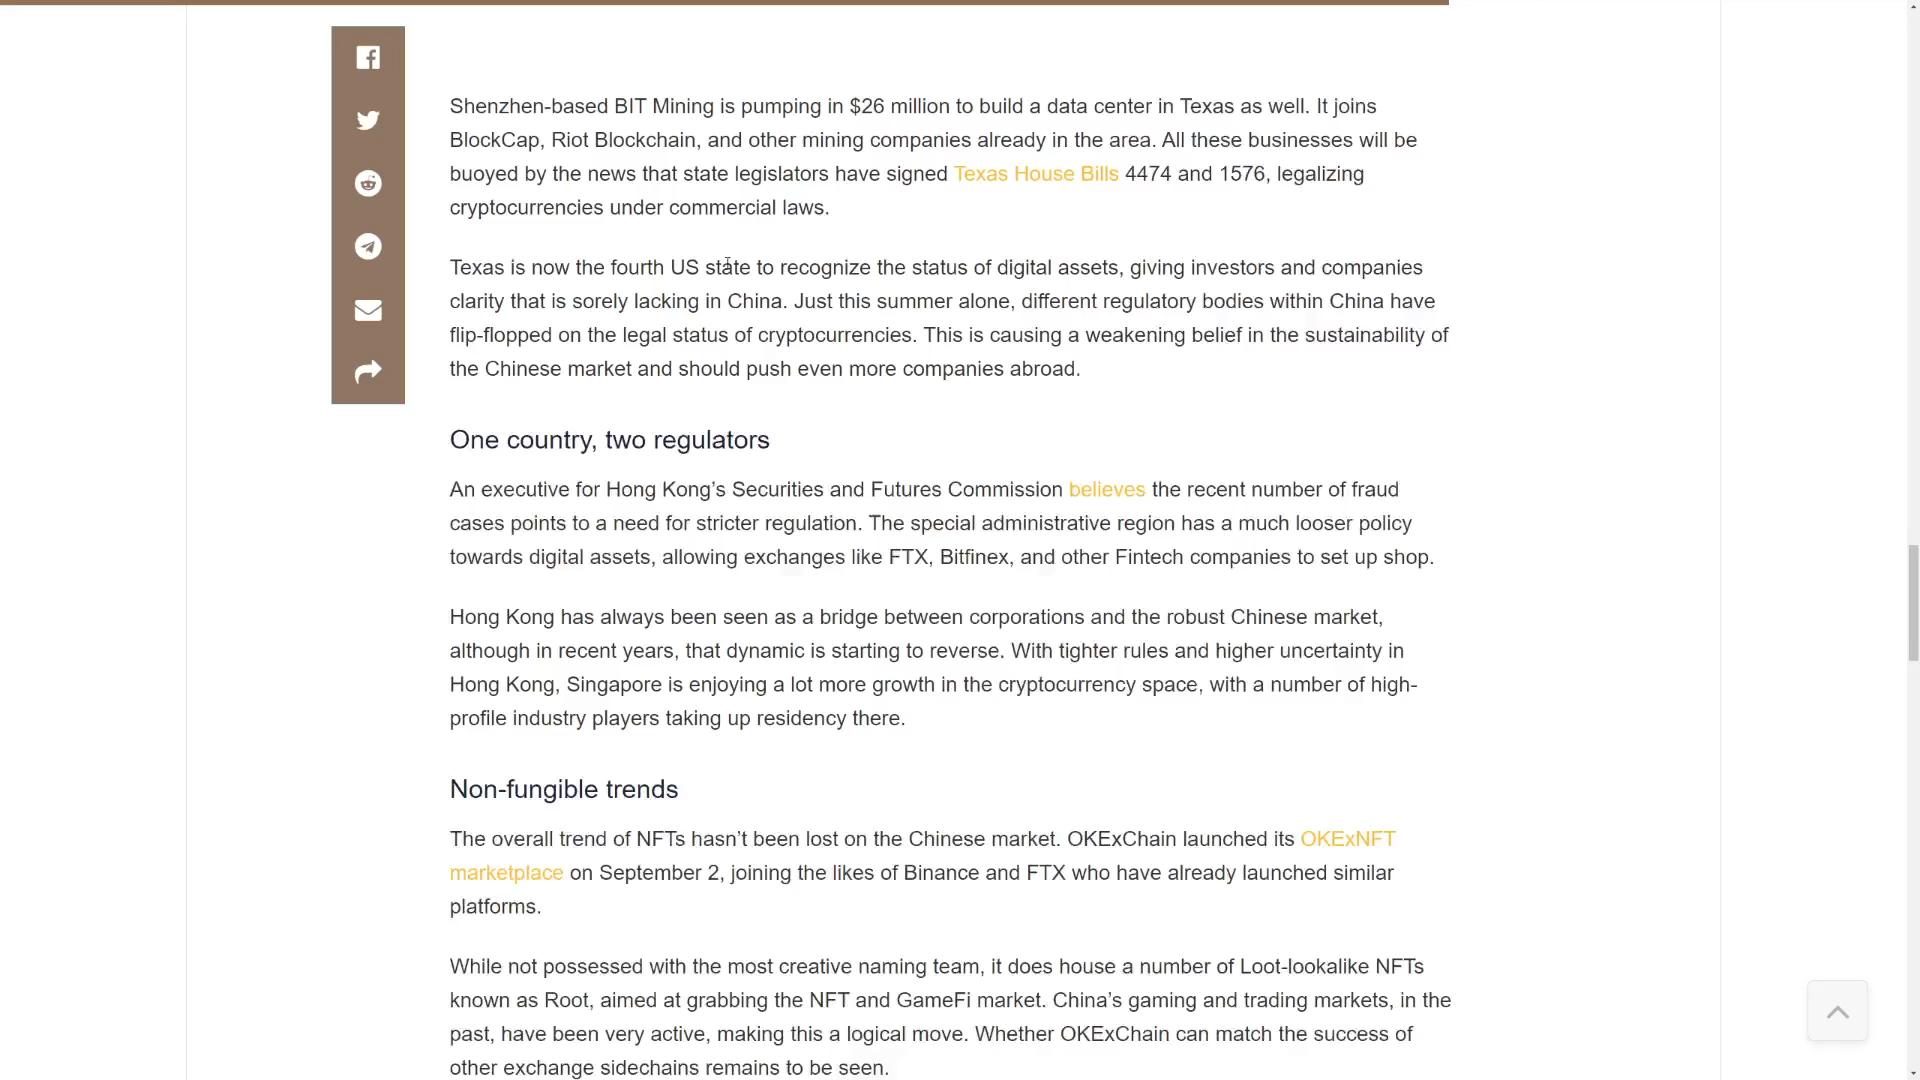 Shenzhen-based BIT Mining is pumping in $26 million to build a data center in Texas as well. It joins
BlockCap, Riot Blockchain, and other mining companies already in the area. All these businesses will be
buoyed by the news that state legislators have signed Texas House Bills 4474 and 1576, legalizing
cryptocurrencies under commercial laws.
Texas is now the fourth US state to recognize the status of digital assets, giving investors and companies
clarity that is sorely lacking in China. Just this summer alone, different regulatory bodies within China have
flip-flopped on the legal status of cryptocurrencies. This is causing a weakening belief in the sustainability of
the Chinese market and should push even more companies abroad.
One country, two regulators
An executive for Hong Kong’s Securities and Futures Commission believes the recent number of fraud
cases points to a need for stricter regulation. The special administrative region has a much looser policy
towards digital assets, allowing exchanges like FTX, Bitfinex, and other Fintech companies to set up shop.
Hong Kong has always been seen as a bridge between corporations and the robust Chinese market,
although in recent years, that dynamic is starting to reverse. With tighter rules and higher uncertainty in
Hong Kong, Singapore is enjoying a lot more growth in the cryptocurrency space, with a number of high-
profile industry players taking up residency there.
Non-fungible trends
The overall trend of NFTs hasn’t been lost on the Chinese market. OKExChain launched its OKExNFT
marketplace on September 2, joining the likes of Binance and FTX who have already launched similar
platforms.
While not possessed with the most creative naming team, it does house a number of Loot-lookalike NFTs
known as Root, aimed at grabbing the NFT and GameFi market. China’s gaming and trading markets, in the
past, have been very active, making this a logical move. Whether OKExChain can match the success of
other exchange sidechains remains to be seen.